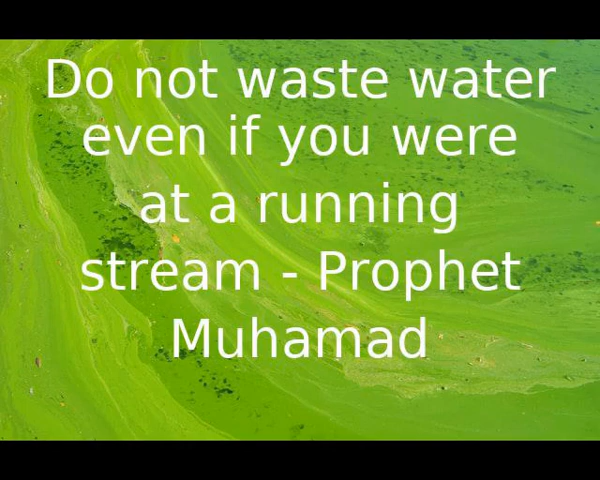 Do not waste water
even if you were
at a running
stream - Prophet
Muhamad